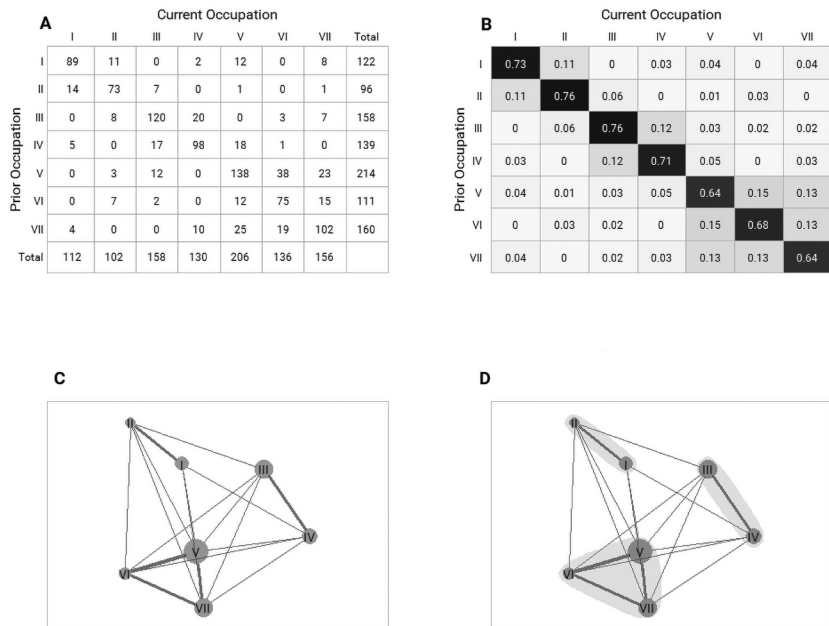 A
Current Occupation
I II III IV V VI VII Total
Prior Occupation
I 89 11 0 2 12 0 8 122
II 14 73 7 0 1 0 1 96
III 0 8 120 20 0 3 7 158
IV 5 0 17 98 18 1 0 139
V 0 3 12 0 138 38 23 214
VI 0 7 2 0 12 75 15 111
VII 4 0 0 10 25 19 102 160
Total 112 102 158 130 206 136 156
B
Current Occupation
I II III IV V VI VII
Prior Occupation
I 0.73 0.11 0 0.03 0.04 0 0.04
II 0.11 0.76 0.06 0 0.01 0.03 0
III 0 0.06 0.76 0.12 0.03 0.02 0.02
IV 0.03 0 0.12 0.71 0.05 0 0.03
V 0.04 0.01 0.03 0.05 0.64 0.15 0.13
VI 0 0.03 0.02 0 0.15 0.68 0.13
VII 0.04 0 0.02 0.03 0.13 0.13 0.64
C
II
I
III
IV
V
VI
VII
D
II
I
III
IV
V
VI
VII